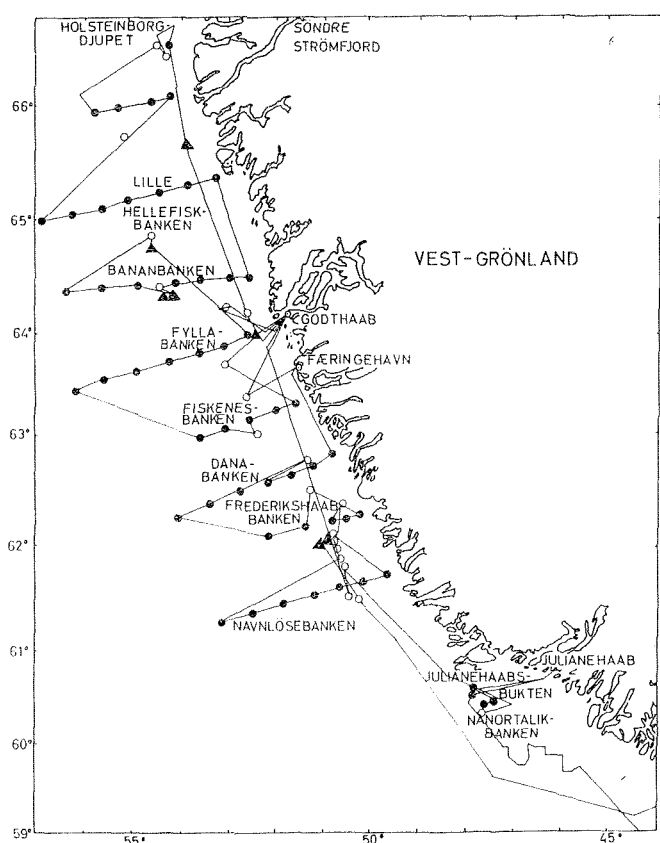 HOLSTEINBORG-
DJUPET
SÖNDRE
STRÖMFJORD
66°
LILLE
HELLEFISK-
BANKEN
65°
BANANBANKEN
VEST-GRÖNLAND
GODTHAAB
64°
FYLLA-
BANKEN
FÆRINGEHAVN
FISKENES-
BANKEN
63°
DANA-
BANKEN
FREDERIKSHAAB
BANKEN
62°
NAVNLÖSEBANKEN
61°
JULIANEHAAB
JULIANEHAABS-
BUKTEN
NANORTALIK-
BANKEN
60°
59°
55°
50°
45°